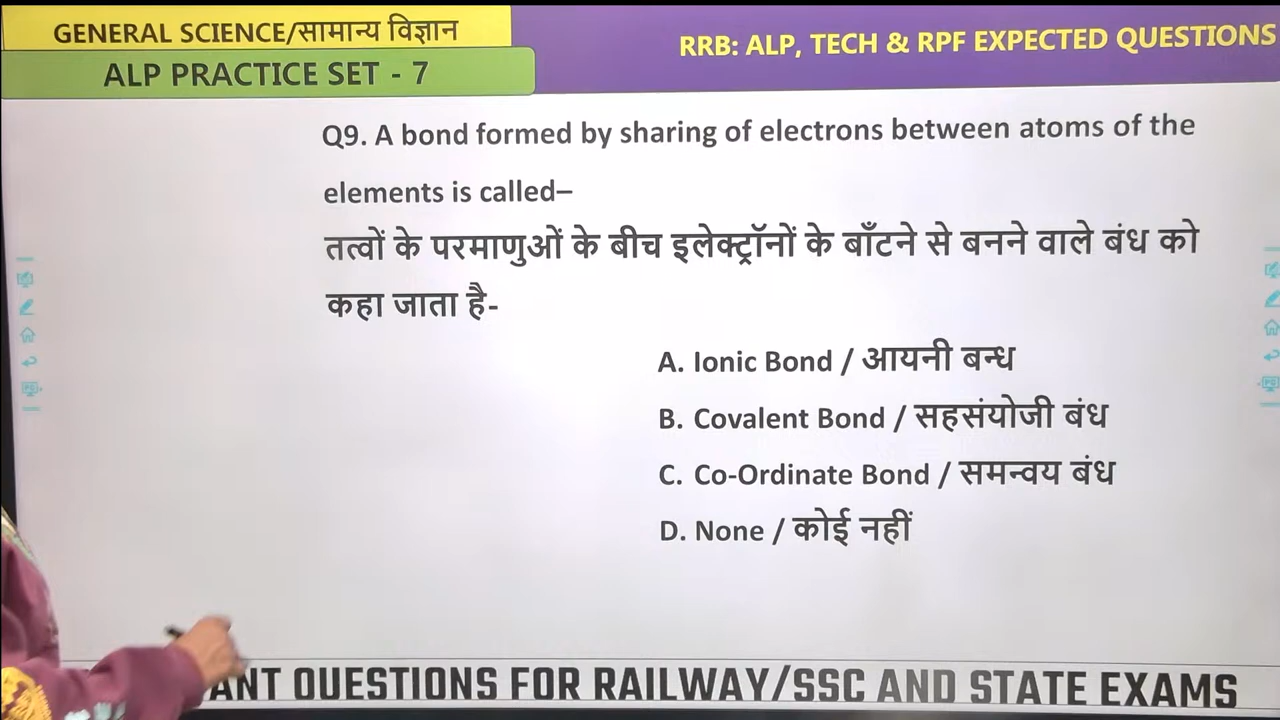 GENERAL SCIENCE/सामान्य विज्ञान
RRB: ALP, TECH & RPF EXPECTED QUESTIONS
ALP PRACTICE SET - 7
Q9. A bond formed by sharing of electrons between atoms of the
elements is called–
तत्वों के परमाणुओं के बीच इलेक्ट्रॉनों के बाँटने से बनने वाले बंध को
कहा जाता है-
A. Ionic Bond / आयनी बन्ध
B. Covalent Bond / सहसंयोजी बंध
C. Co-Ordinate Bond / समन्वय बंध
D. None / कोई नहीं
ANT QUESTIONS FOR RAILWAY/SSC AND STATE EXAMS